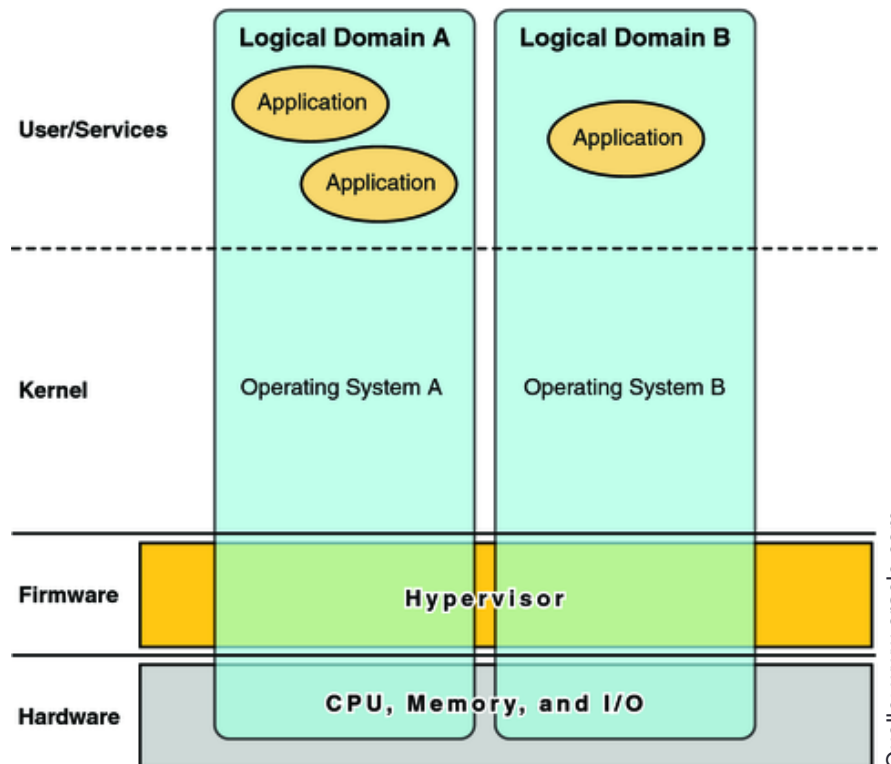 Logical Domain A
Logical Domain B
Application
User/Services
Application
Application
Kernel
Operating System A
Operating System B
Firmware
Hypervisor
Hardware
CPU, Memory, and I/O